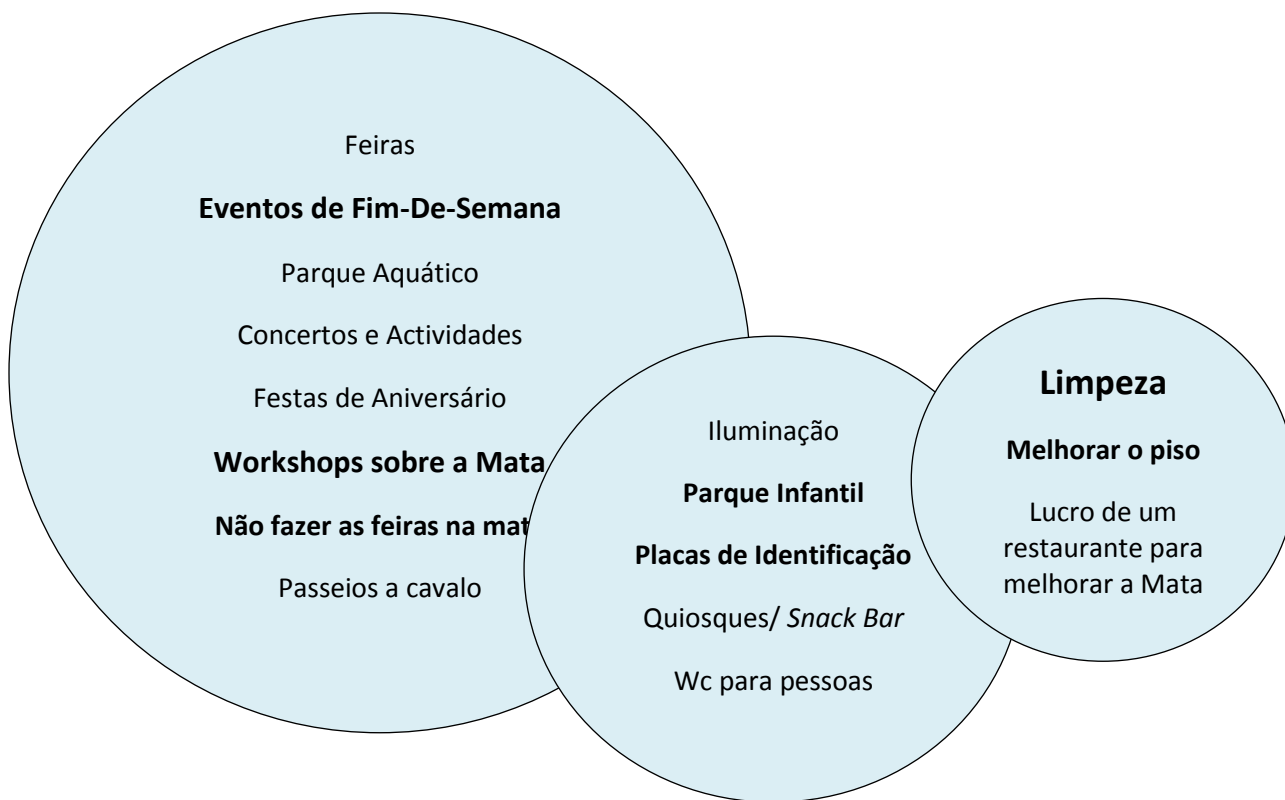 Feiras
Eventos de Fim-De-Semana
Parque Aquático
Concertos e Actividades
Festas de Aniversário
Workshops sobre a Mata
Não fazer as feiras na mat
Passeios a cavalo
Iluminação
Parque Infantil
Placas de Identificação
Quiosques/ Snack Bar
Wc para pessoas
Limpeza
Melhorar o piso
Lucro de um
restaurante para
melhorar a Mata